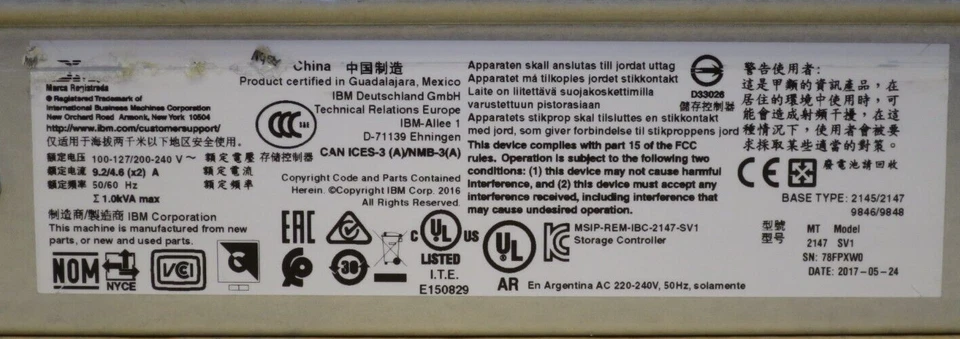 China 中国制造
Product certified in Guadalajara, Mexico
IBM Deutschland GmbH
Technical Relations Europe
IBM-Allee 1
D-71139 Ehningen
CAN ICES-3 (A)/NMB-3(A)
Marca Registrada
® Registered Trademark of
International Business Machines Corporation
New Orchard Road Armonk, New York 10504
http://www.ibm.com/customersupport/
仅适用于海拔两千米以下地区安全使用。
额定电压 100-127/200-240 V ~ 額定電壓 存储控制器
额定电流 9.2/4.6 (x2) A 額定電流
额定频率 50/60 Hz 額定頻率
Σ 1.0kVA max
制造商/製造商 IBM Corporation
This machine is manufactured from new
parts, or new and used parts.
NOM
NYCE
VCI
CCC
Copyright Code and Parts Contained
Herein. ©Copyright IBM Corp. 2016
All Rights Reserved.
EAC
30
C UL US
LISTED
I.T.E.
E150829
Apparaten skall anslutas till jordat uttag
Apparatet må tilkoples jordet stikkontakt
Laite on liitettävä suojakoskettimilla
varustettuun pistorasiaan
Apparatets stikprop skal tilsluttes en stikkontakt
med jord, som giver forbindelse til stikproppens jord
This device complies with part 15 of the FCC
rules. Operation is subject to the following two
conditions: (1) this device may not cause harmful
interference, and (2) this device must accept any
interference received, including interference that
may cause undesired operation.
UL
AR
MSIP-REM-IBC-2147-SV1
Storage Controller
En Argentina AC 220-240V, 50Hz, solamente
D33026
儲存控制器
警告使用者:
這是甲類的資訊產品，在
居住的環境中使用時，可
能會造成射頻干擾，在這
種情況下，使用者會被要
求採取某些適當的對策。
CE
廢電池請回收
BASE TYPE: 2145/2147
9846/9848
型號 MT Model
型号 2147 SV1
SN: 78FPXW0
DATE: 2017-05-24